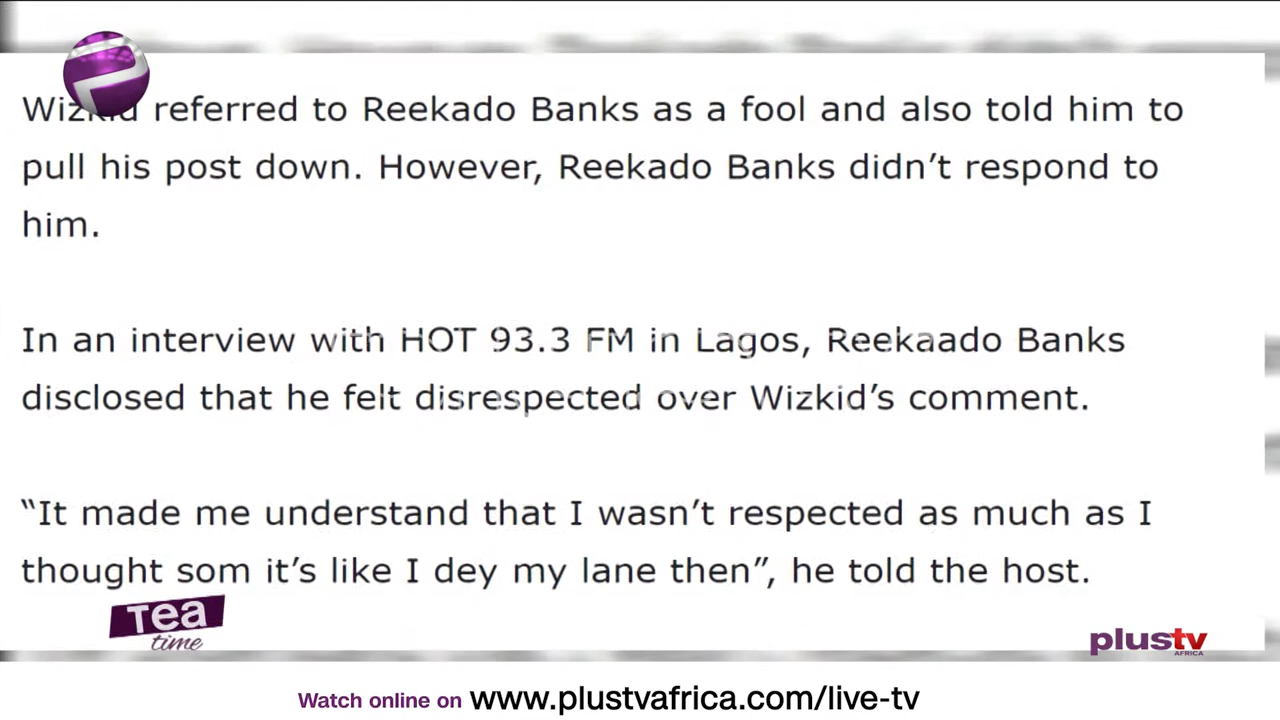 Wizkid referred to Reekado Banks as a fool and also told him to
pull his post down. However, Reekado Banks didn’t respond to
him.
In an interview with HOT 93.3 FM in Lagos, Reekaado Banks
disclosed that he felt disrespected over Wizkid’s comment.
“It made me understand that I wasn’t respected as much as I
thought som it’s like I dey my lane then”, he told the host.
Tea
time
plustv
AFRICA
Watch online on www.plustvafrica.com/live-tv